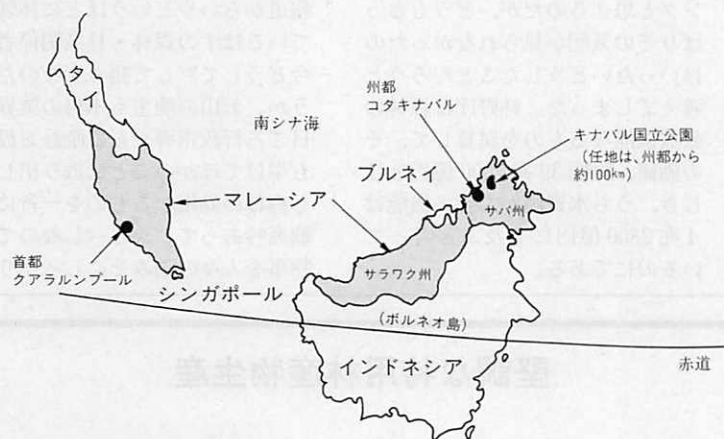 タイ
南シナ海
州都
コタキナバル
キナバル国立公園
(任地は、州都から
約100km)
ブルネイ
マレーシア
サバ州
首都
クアラルンプール
サラワク州
シンガポール
(ボルネオ島)
インドネシア
赤道